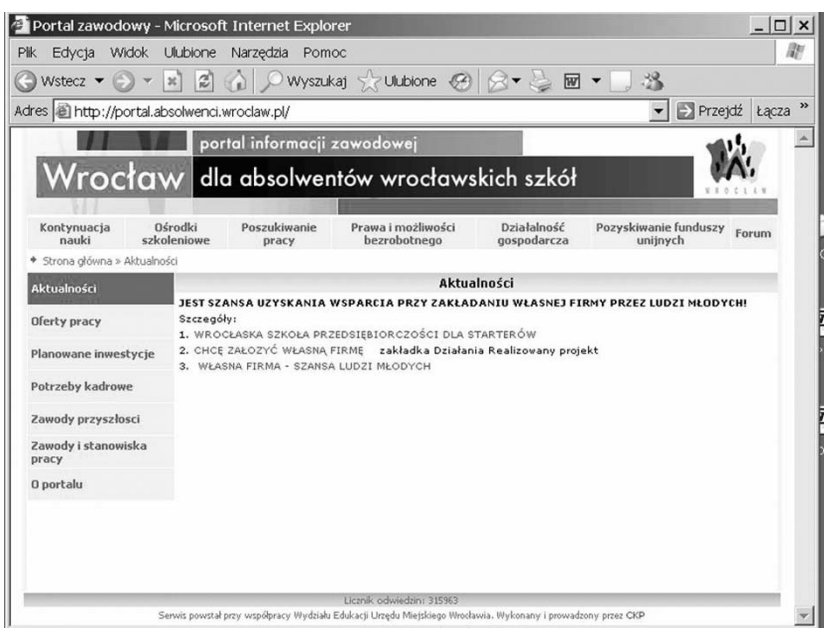 Portal zawodowy - Microsoft Internet Explorer
Plik Edycja Widok Ulubione Narzędzia Pomoc
Wstecz Wyszukaj Ulubione
Adres http://portal.absolwenci.wroclaw.pl/ Przejdź Łącza »
portal informacji zawodowej
Wrocław dla absolwentów wrocławskich szkół
WROCŁAW
Kontynuacja nauki
Ośrodki szkoleniowe
Poszukiwanie pracy
Prawa i możliwości bezrobotnego
Działalność gospodarcza
Pozyskiwanie funduszy unijnych
Forum
Strona główna » Aktualności
Aktualności
Oferty pracy
Planowane inwestycje
Potrzeby kadrowe
Zawody przyszłosci
Zawody i stanowiska
pracy
O portalu
Aktualności
JEST SZANSA UZYSKANIA WSPARCIA PRZY ZAKŁADANIU WŁASNEJ FIRMY PRZEZ LUDZI MŁODYCH!
Szczegóły:
1. WROCŁASKA SZKOŁA PRZEDSIĘBIORCZOŚCI DLA STARTERÓW
2. CHCĘ ZAŁOŻYĆ WŁASNĄ FIRMĘ zakładka Działania Realizowany projekt
3. WŁASNA FIRMA - SZANSA LUDZI MŁODYCH
Licznik odwiedzin: 315963
Serwis powstał przy współpracy Wydziału Edukacji Urzędu Miejskiego Wrocławia. Wykonany i prowadzony przez CKP